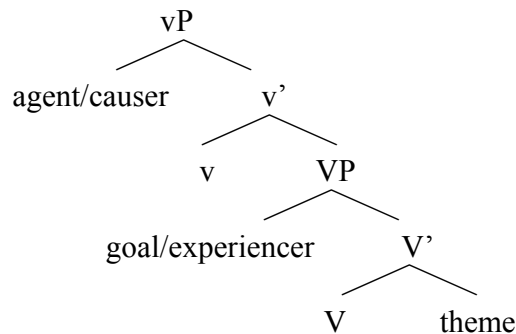 vP
agent/causer v’
v VP
goal/experiencer V’
V theme